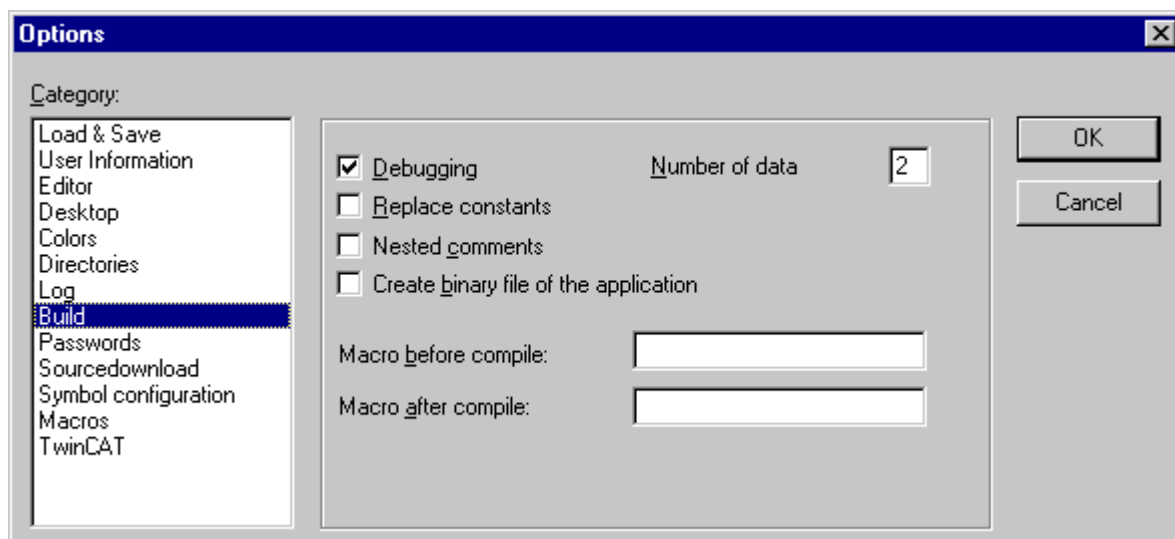 Options
Category:
Load & Save
User Information
Editor
Desktop
Colors
Directories
Log
Build
Passwords
Sourcedownload
Symbol configuration
Macros
TwinCAT
Debugging
Number of data
2
Replace constants
Nested comments
Create binary file of the application
Macro before compile:
Macro after compile:
OK
Cancel